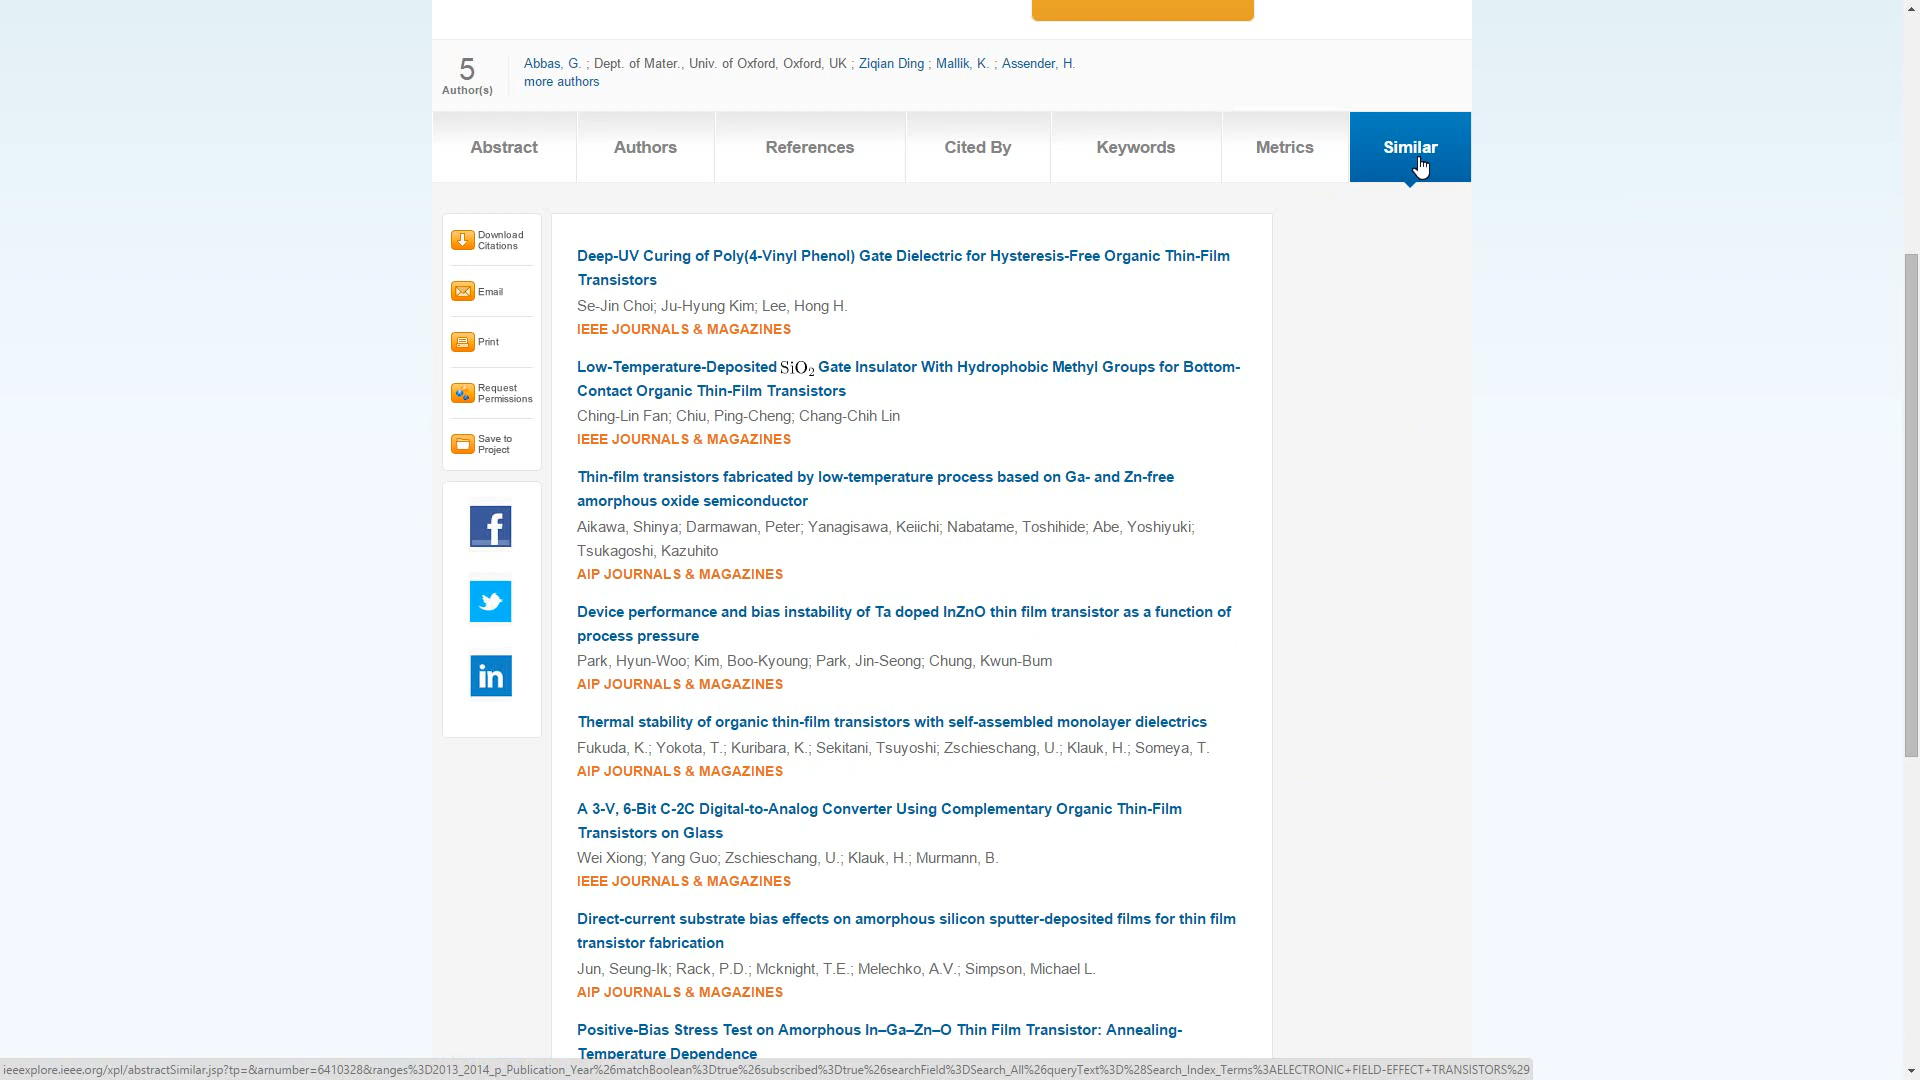 5
Author(s)
Abbas, G. ; Dept. of Mater., Univ. of Oxford, Oxford, UK ; Ziqian Ding ; Mallik, K. ; Assender, H.
more authors
Abstract
Authors
References
Cited By
Keywords
Metrics
Similar
Download
Citations
Email
Print
Request
Permissions
Save to
Project
f
in
Deep-UV Curing of Poly(4-Vinyl Phenol) Gate Dielectric for Hysteresis-Free Organic Thin-Film
Transistors
Se-Jin Choi; Ju-Hyung Kim; Lee, Hong H.
IEEE JOURNALS & MAGAZINES
Low-Temperature-Deposited SiO2 Gate Insulator With Hydrophobic Methyl Groups for Bottom-
Contact Organic Thin-Film Transistors
Ching-Lin Fan; Chiu, Ping-Cheng; Chang-Chih Lin
IEEE JOURNALS & MAGAZINES
Thin-film transistors fabricated by low-temperature process based on Ga- and Zn-free
amorphous oxide semiconductor
Aikawa, Shinya; Darmawan, Peter; Yanagisawa, Keiichi; Nabatame, Toshihide; Abe, Yoshiyuki;
Tsukagoshi, Kazuhito
AIP JOURNALS & MAGAZINES
Device performance and bias instability of Ta doped InZnO thin film transistor as a function of
process pressure
Park, Hyun-Woo; Kim, Boo-Kyoung; Park, Jin-Seong; Chung, Kwun-Bum
AIP JOURNALS & MAGAZINES
Thermal stability of organic thin-film transistors with self-assembled monolayer dielectrics
Fukuda, K.; Yokota, T.; Kuribara, K.; Sekitani, Tsuyoshi; Zschieschang, U.; Klauk, H.; Someya, T.
AIP JOURNALS & MAGAZINES
A 3-V, 6-Bit C-2C Digital-to-Analog Converter Using Complementary Organic Thin-Film
Transistors on Glass
Wei Xiong; Yang Guo; Zschieschang, U.; Klauk, H.; Murmann, B.
IEEE JOURNALS & MAGAZINES
Direct-current substrate bias effects on amorphous silicon sputter-deposited films for thin film
transistor fabrication
Jun, Seung-Ik; Rack, P.D.; Mcknight, T.E.; Melechko, A.V.; Simpson, Michael L.
AIP JOURNALS & MAGAZINES
Positive-Bias Stress Test on Amorphous In–Ga–Zn–O Thin Film Transistor: Annealing-
Temperature Dependence
ieeexplore.ieee.org/xpl/abstractSimilar.jsp?tp=&arnumber=6410328&ranges%3D2013_2014_p_Publication_Year%26matchBoolean%3Dtrue%26subscribed%3Dtrue%26searchField%3DSearch_All%26queryText%3D%28Search_Index_Terms%3AELECTRONIC+FIELD-EFFECT+TRANSISTORS%29